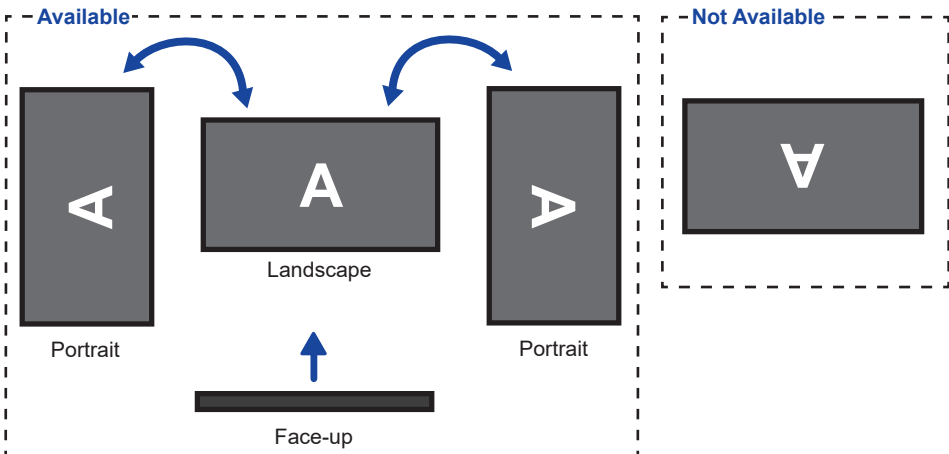 Available
Not Available
A
A
A
A
Landscape
Portrait
Portrait
Face-up